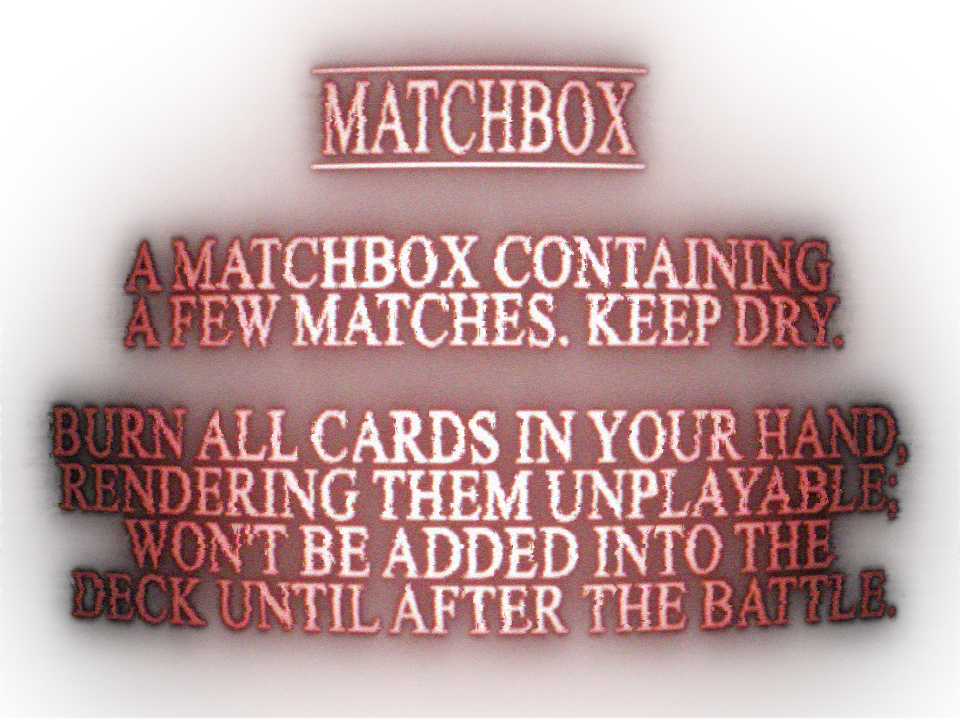 MATCHBOX
A MATCHBOX CONTAINING
A FEW MATCHES. KEEP DRY.
BURN ALL CARDS IN YOUR HAND,
RENDERING THEM UNPLAYABLE;
WON'T BE ADDED INTO THE
DECK UNTIL AFTER THE BATTLE.